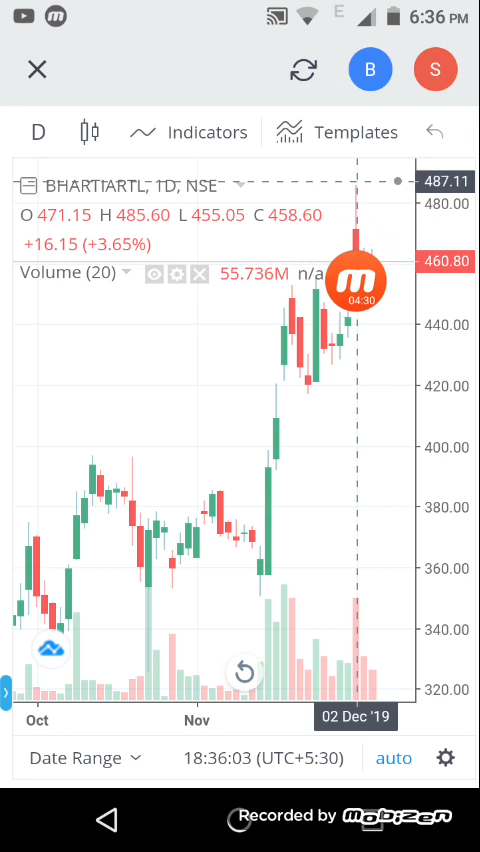 E 6:36 PM
B S
D Indicators Templates
BHARTIARTL, 1D, NSE 487.11
480.00
O 471.15 H 485.60 L 455.05 C 458.60
+16.15 (+3.65%)
460.80
Volume (20) 55.736M n/a
m
04:30
440.00
420.00
400.00
380.00
360.00
340.00
320.00
Oct Nov 02 Dec '19
Date Range 18:36:03 (UTC+5:30) auto
Recorded by Mobizen